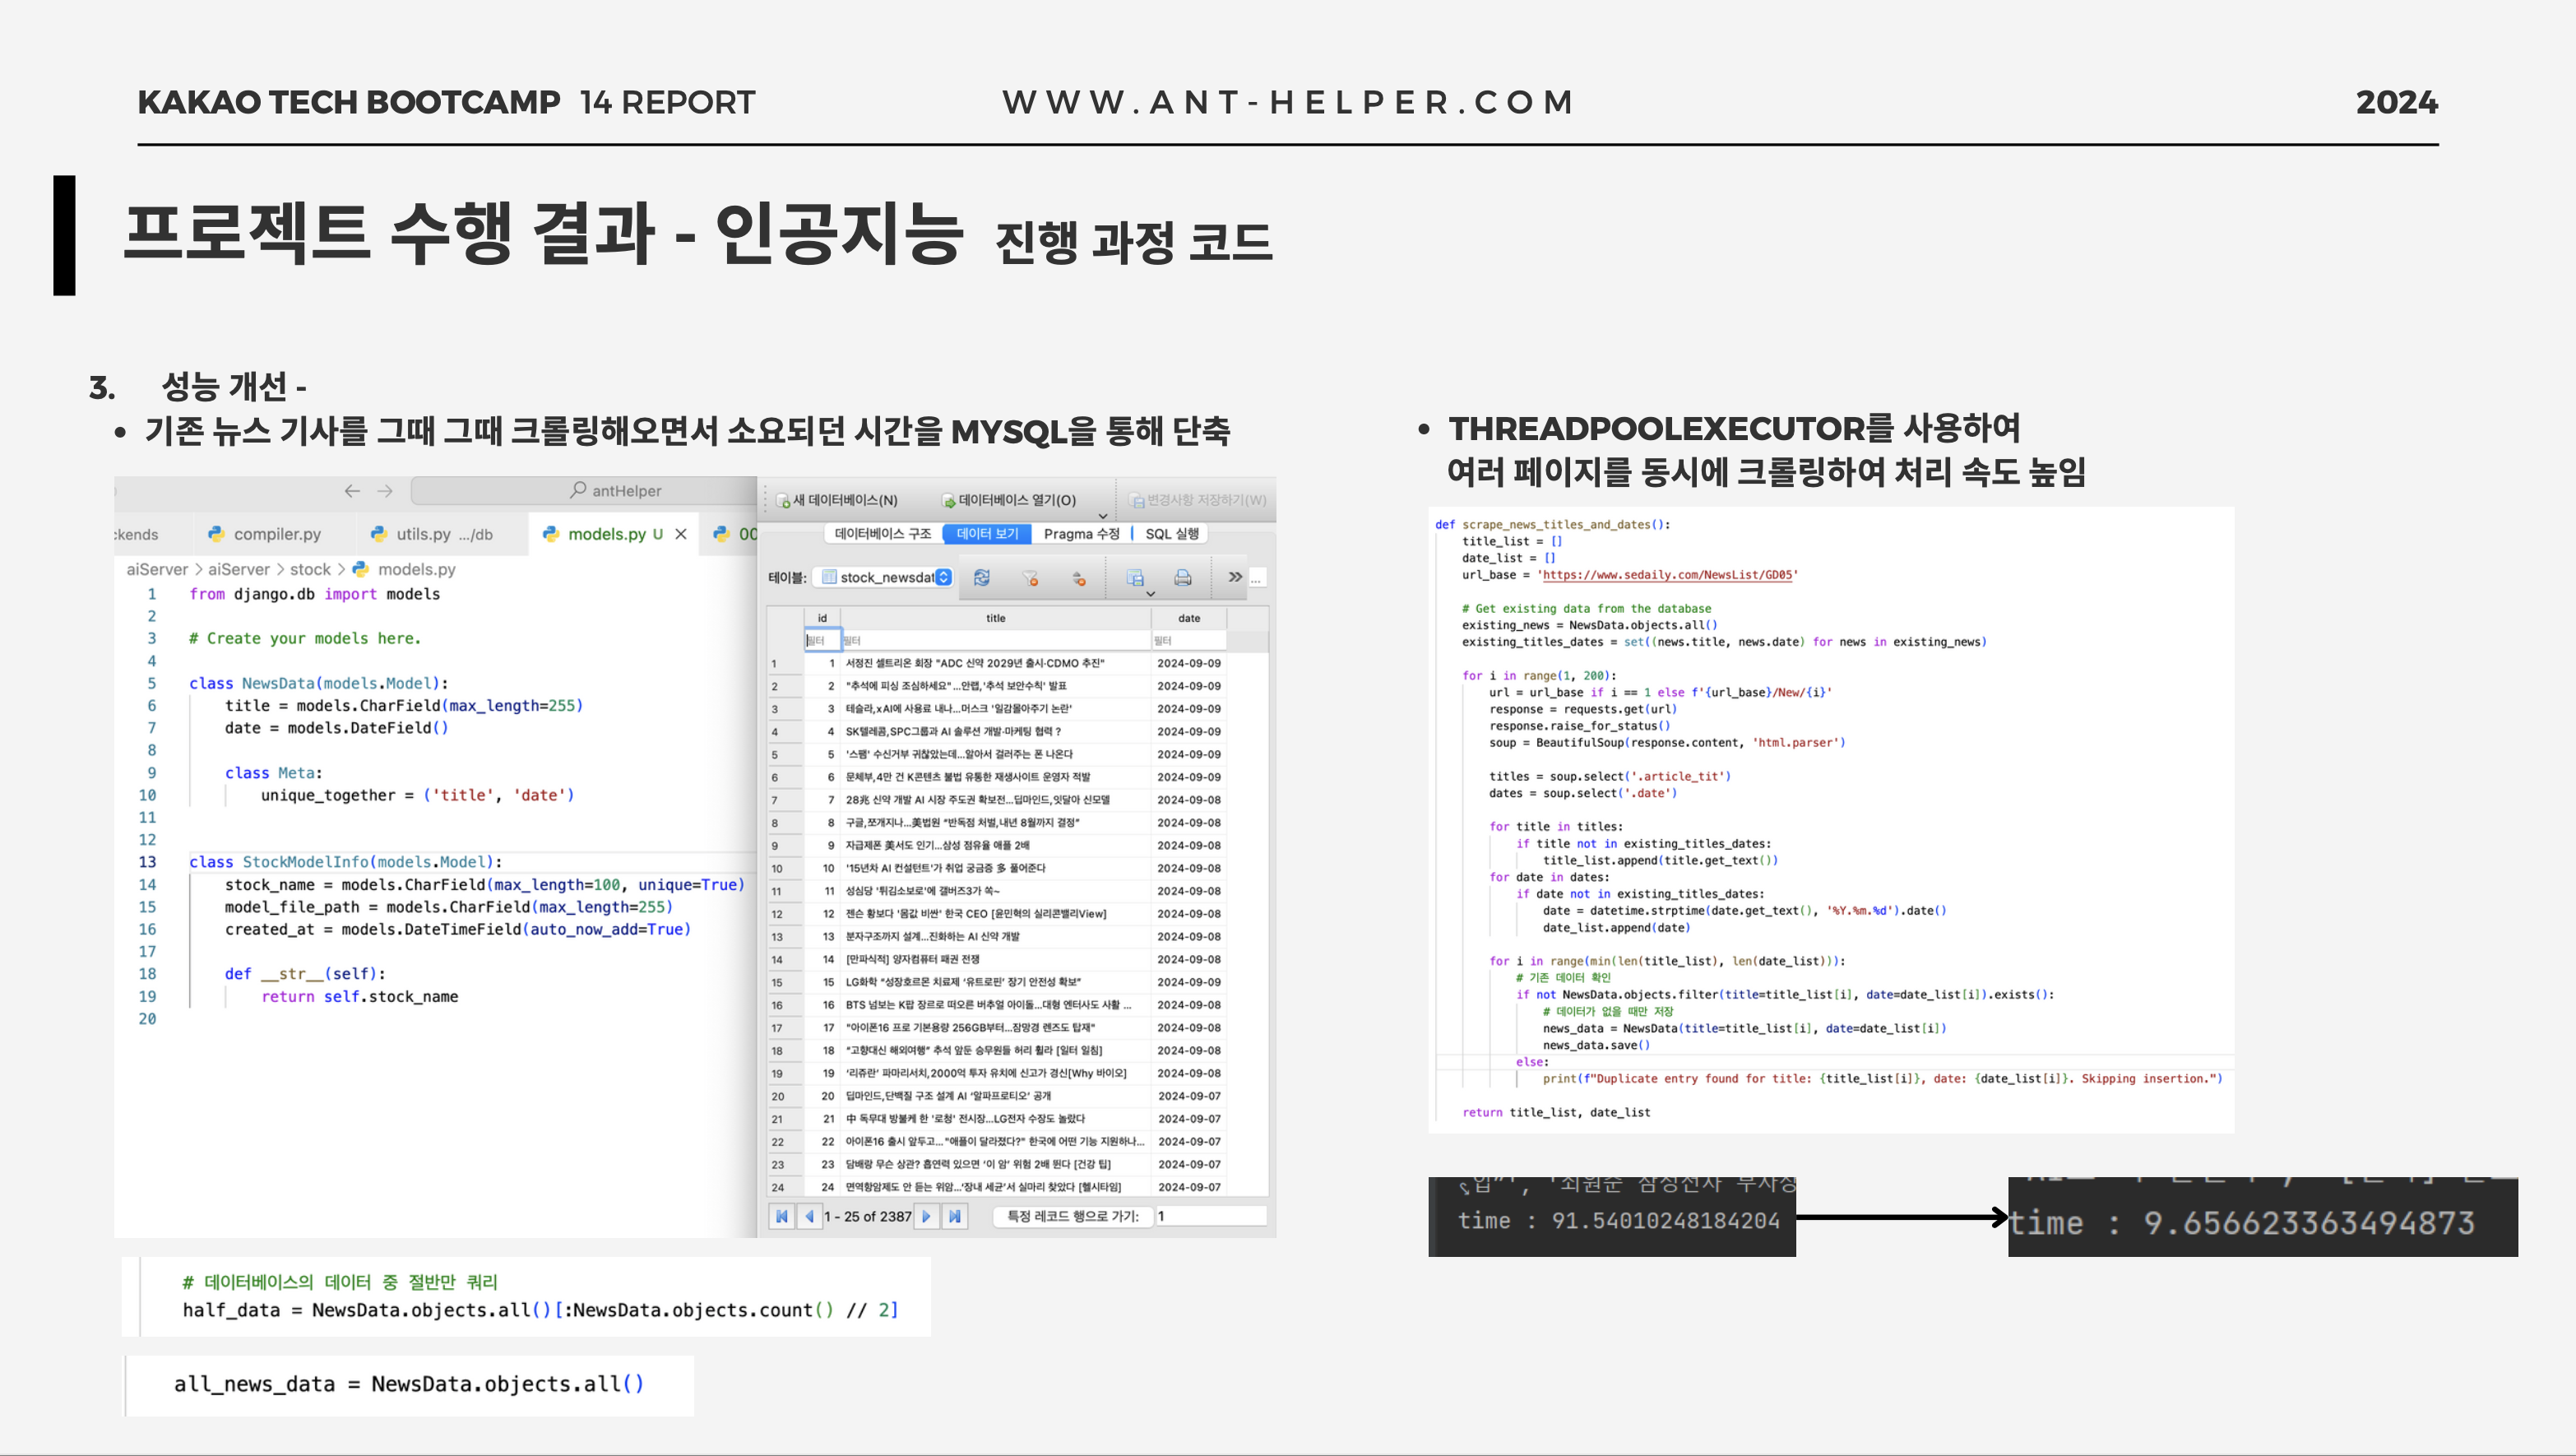 KAKAO TECH BOOTCAMP 14 REPORT
WWW.ANT-HELPER.COM
2024
프로젝트 수행 결과 - 인공지능 진행 과정 코드
3. 성능 개선 -
• 기존 뉴스 기사를 그때 그때 크롤링해오면서 소요되던 시간을 MYSQL을 통해 단축
antHelper
ckends compiler.py utils.py .../db models.py U
aiServer > aiServer > stock > models.py
1 from django.db import models
2
3 # Create your models here.
4
5 class NewsData(models.Model):
6 title = models.CharField(max_length=255)
7 date = models.DateField()
8
9 class Meta:
10 unique_together = ('title', 'date')
11
12
13 class StockModelInfo(models.Model):
14 stock_name = models.CharField(max_length=100, unique=True)
15 model_file_path = models.CharField(max_length=255)
16 created_at = models.DateTimeField(auto_now_add=True)
17
18 def __str__(self):
19 return self.stock_name
20
새 데이터베이스(N) 데이터베이스 열기(O) 변경사항 저장하기(W)
데이터베이스 구조 데이터 보기 Pragma 수정 SQL 실행
테이블: stock_newsdat
id title date
필터 필터 필터
1 1 서정진 셀트리온 회장 "ADC 신약 2029년 출시·CDMO 추진" 2024-09-09
2 2 "추석에 피싱 조심하세요"…안랩,'추석 보안수칙' 발표 2024-09-09
3 3 테슬라,xAI에 사용료 내나…머스크 '일감몰아주기 논란' 2024-09-09
4 4 SK텔레콤,SPC그룹과 AI 솔루션 개발·마케팅 협력 ? 2024-09-09
5 5 '스팸' 수신거부 귀찮았는데…알아서 걸러주는 폰 나온다 2024-09-09
6 6 문체부,4만 건 K콘텐츠 불법 유통한 재생사이트 운영자 적발 2024-09-09
7 7 28兆 신약 개발 AI 시장 주도권 확보전…딥마인드,잇달아 신모델 2024-09-08
8 8 구글,쪼개지나…美법원 "반독점 처벌,내년 8월까지 결정" 2024-09-08
9 9 자급제폰 美서도 인기…삼성 점유율 애플 2배 2024-09-08
10 10 '15년차 AI 컨설턴트'가 취업 궁금증 多 풀어준다 2024-09-08
11 11 성심당 '튀김소보로'에 갤버즈3가 쏙~ 2024-09-08
12 12 젠슨 황보다 '몸값 비싼' 한국 CEO [윤민혁의 실리콘밸리View] 2024-09-08
13 13 분자구조까지 설계…진화하는 AI 신약 개발 2024-09-08
14 14 [만파식적] 양자컴퓨터 패권 전쟁 2024-09-08
15 15 LG화학 "성장호르몬 치료제 '유트로핀' 장기 안전성 확보" 2024-09-09
16 16 BTS 넘보는 K팝 장르로 떠오른 버추얼 아이돌…대형 엔터사도 사활 ... 2024-09-08
17 17 "아이폰16 프로 기본용량 256GB부터…잠망경 렌즈도 탑재" 2024-09-08
18 18 "고향대신 해외여행" 추석 앞둔 승무원들 허리 휠라 [일터 일침] 2024-09-08
19 19 '리쥬란' 파마리서치,2000억 투자 유치에 신고가 경신[Why 바이오] 2024-09-08
20 20 딥마인드,단백질 구조 설계 AI '알파프로티오' 공개 2024-09-07
21 21 中 독무대 방불케 한 '로청' 전시장…LG전자 수장도 놀랐다 2024-09-07
22 22 아이폰16 출시 앞두고…"애플이 달라졌다?" 한국에 어떤 기능 지원하나... 2024-09-07
23 23 담배랑 무슨 상관? 흡연력 있으면 '이 암' 위험 2배 뛴다 [건강 팁] 2024-09-07
24 24 면역항암제도 안 듣는 위암…'장내 세균'서 실마리 찾았다 [헬시타임] 2024-09-07
1 - 25 of 2387 특정 레코드 행으로 가기: 1
# 데이터베이스의 데이터 중 절반만 쿼리
half_data = NewsData.objects.all()[:NewsData.objects.count() // 2]
all_news_data = NewsData.objects.all()
• THREADPOOLEXECUTOR를 사용하여
여러 페이지를 동시에 크롤링하여 처리 속도 높임
def scrape_news_titles_and_dates():
title_list = []
date_list = []
url_base = 'https://www.sedaily.com/NewsList/GD05'
# Get existing data from the database
existing_news = NewsData.objects.all()
existing_titles_dates = set((news.title, news.date) for news in existing_news)
for i in range(1, 200):
url = url_base if i == 1 else f'{url_base}/New/{i}'
response = requests.get(url)
response.raise_for_status()
soup = BeautifulSoup(response.content, 'html.parser')
titles = soup.select('.article_tit')
dates = soup.select('.date')
for title in titles:
if title not in existing_titles_dates:
title_list.append(title.get_text())
for date in dates:
if date not in existing_titles_dates:
date = datetime.strptime(date.get_text(), '%Y.%m.%d').date()
date_list.append(date)
for i in range(min(len(title_list), len(date_list))):
# 기존 데이터 확인
if not NewsData.objects.filter(title=title_list[i], date=date_list[i]).exists():
# 데이터가 없을 때만 저장
news_data = NewsData(title=title_list[i], date=date_list[i])
news_data.save()
else:
print(f"Duplicate entry found for title: {title_list[i]}, date: {date_list[i]}. Skipping insertion.")
return title_list, date_list
time : 91.54010248184204
time : 9.656623363494873